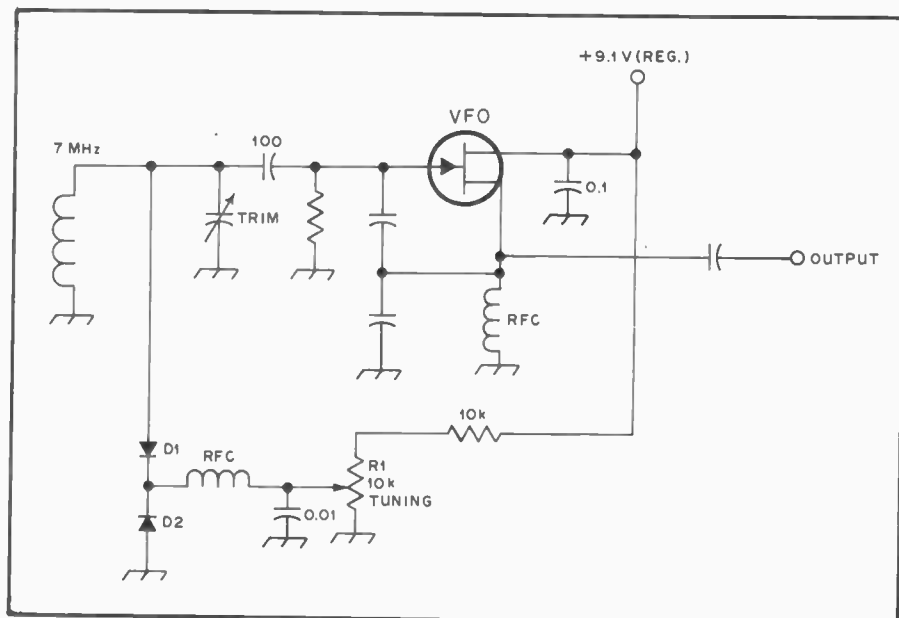 +9.1 V (REG.)
VFO
100
7 MHz
TRIM
0.1
OUTPUT
RFC
10k
D1
RFC
R1
10k
TUNING
D2
0.01